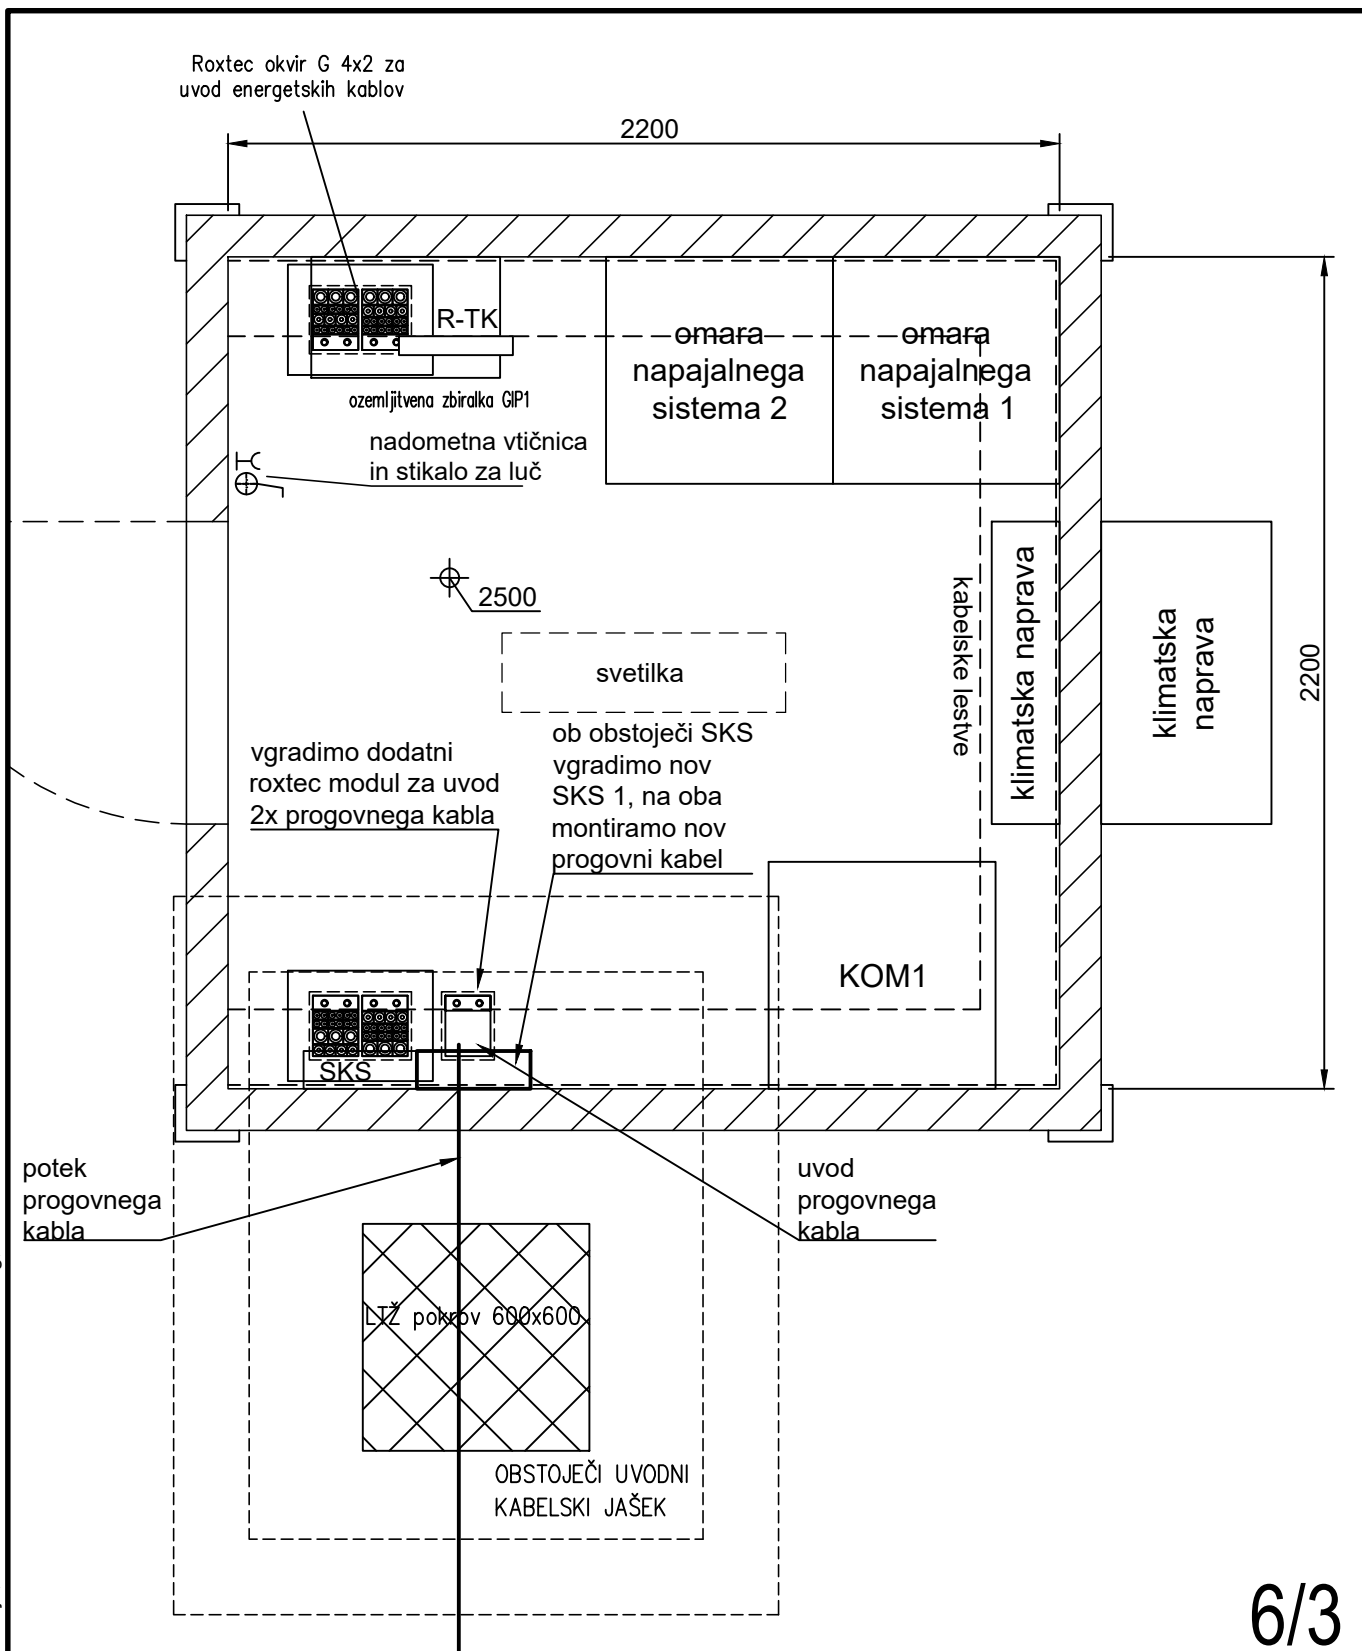 Roxtec okvir G 4x2 za
uvod energetskih kablov
2200
R-TK
omara
napajalnega
sistema 2
omara
napajalnega
sistema 1
ozemljitvena zbiralka GIP1
nadometna vtičnica
in stikalo za luč
2500
svetilka
kabelske lestve
klimatska naprava
klimatska
naprava
2200
vgradimo dodatni
roxtec modul za uvod
2x progovnega kabla
ob obstoječi SKS
vgradimo nov
SKS 1, na oba
montiramo nov
progovni kabel
KOM1
SKS
potek
progovnega
kabla
uvod
progovnega
kabla
LTŽ pokrov 600x600
OBSTOJEČI UVODNI
KABELSKI JAŠEK
6/3